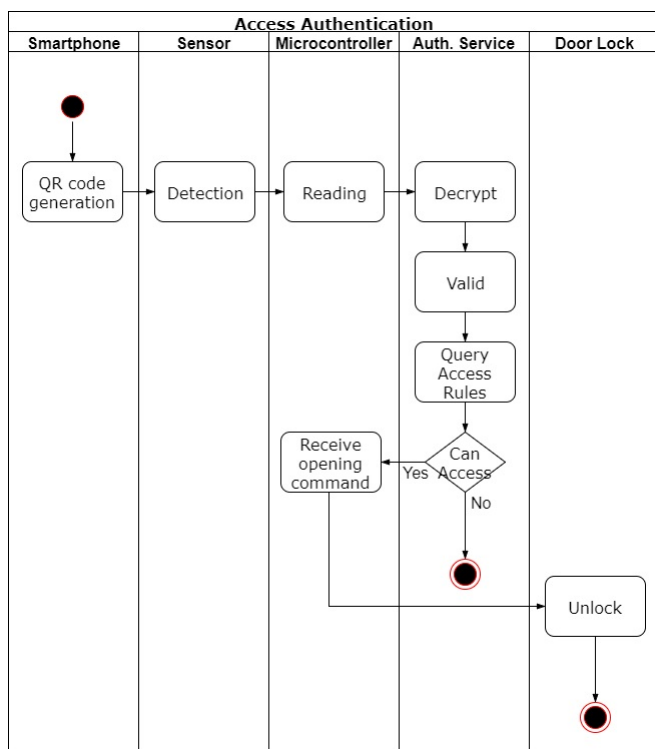 Access Authentication
Smartphone
Sensor
Microcontroller
Auth. Service
Door Lock
QR code
generation
Detection
Reading
Decrypt
Valid
Query
Access
Rules
Can
Access
Yes
No
Receive
opening
command
Unlock